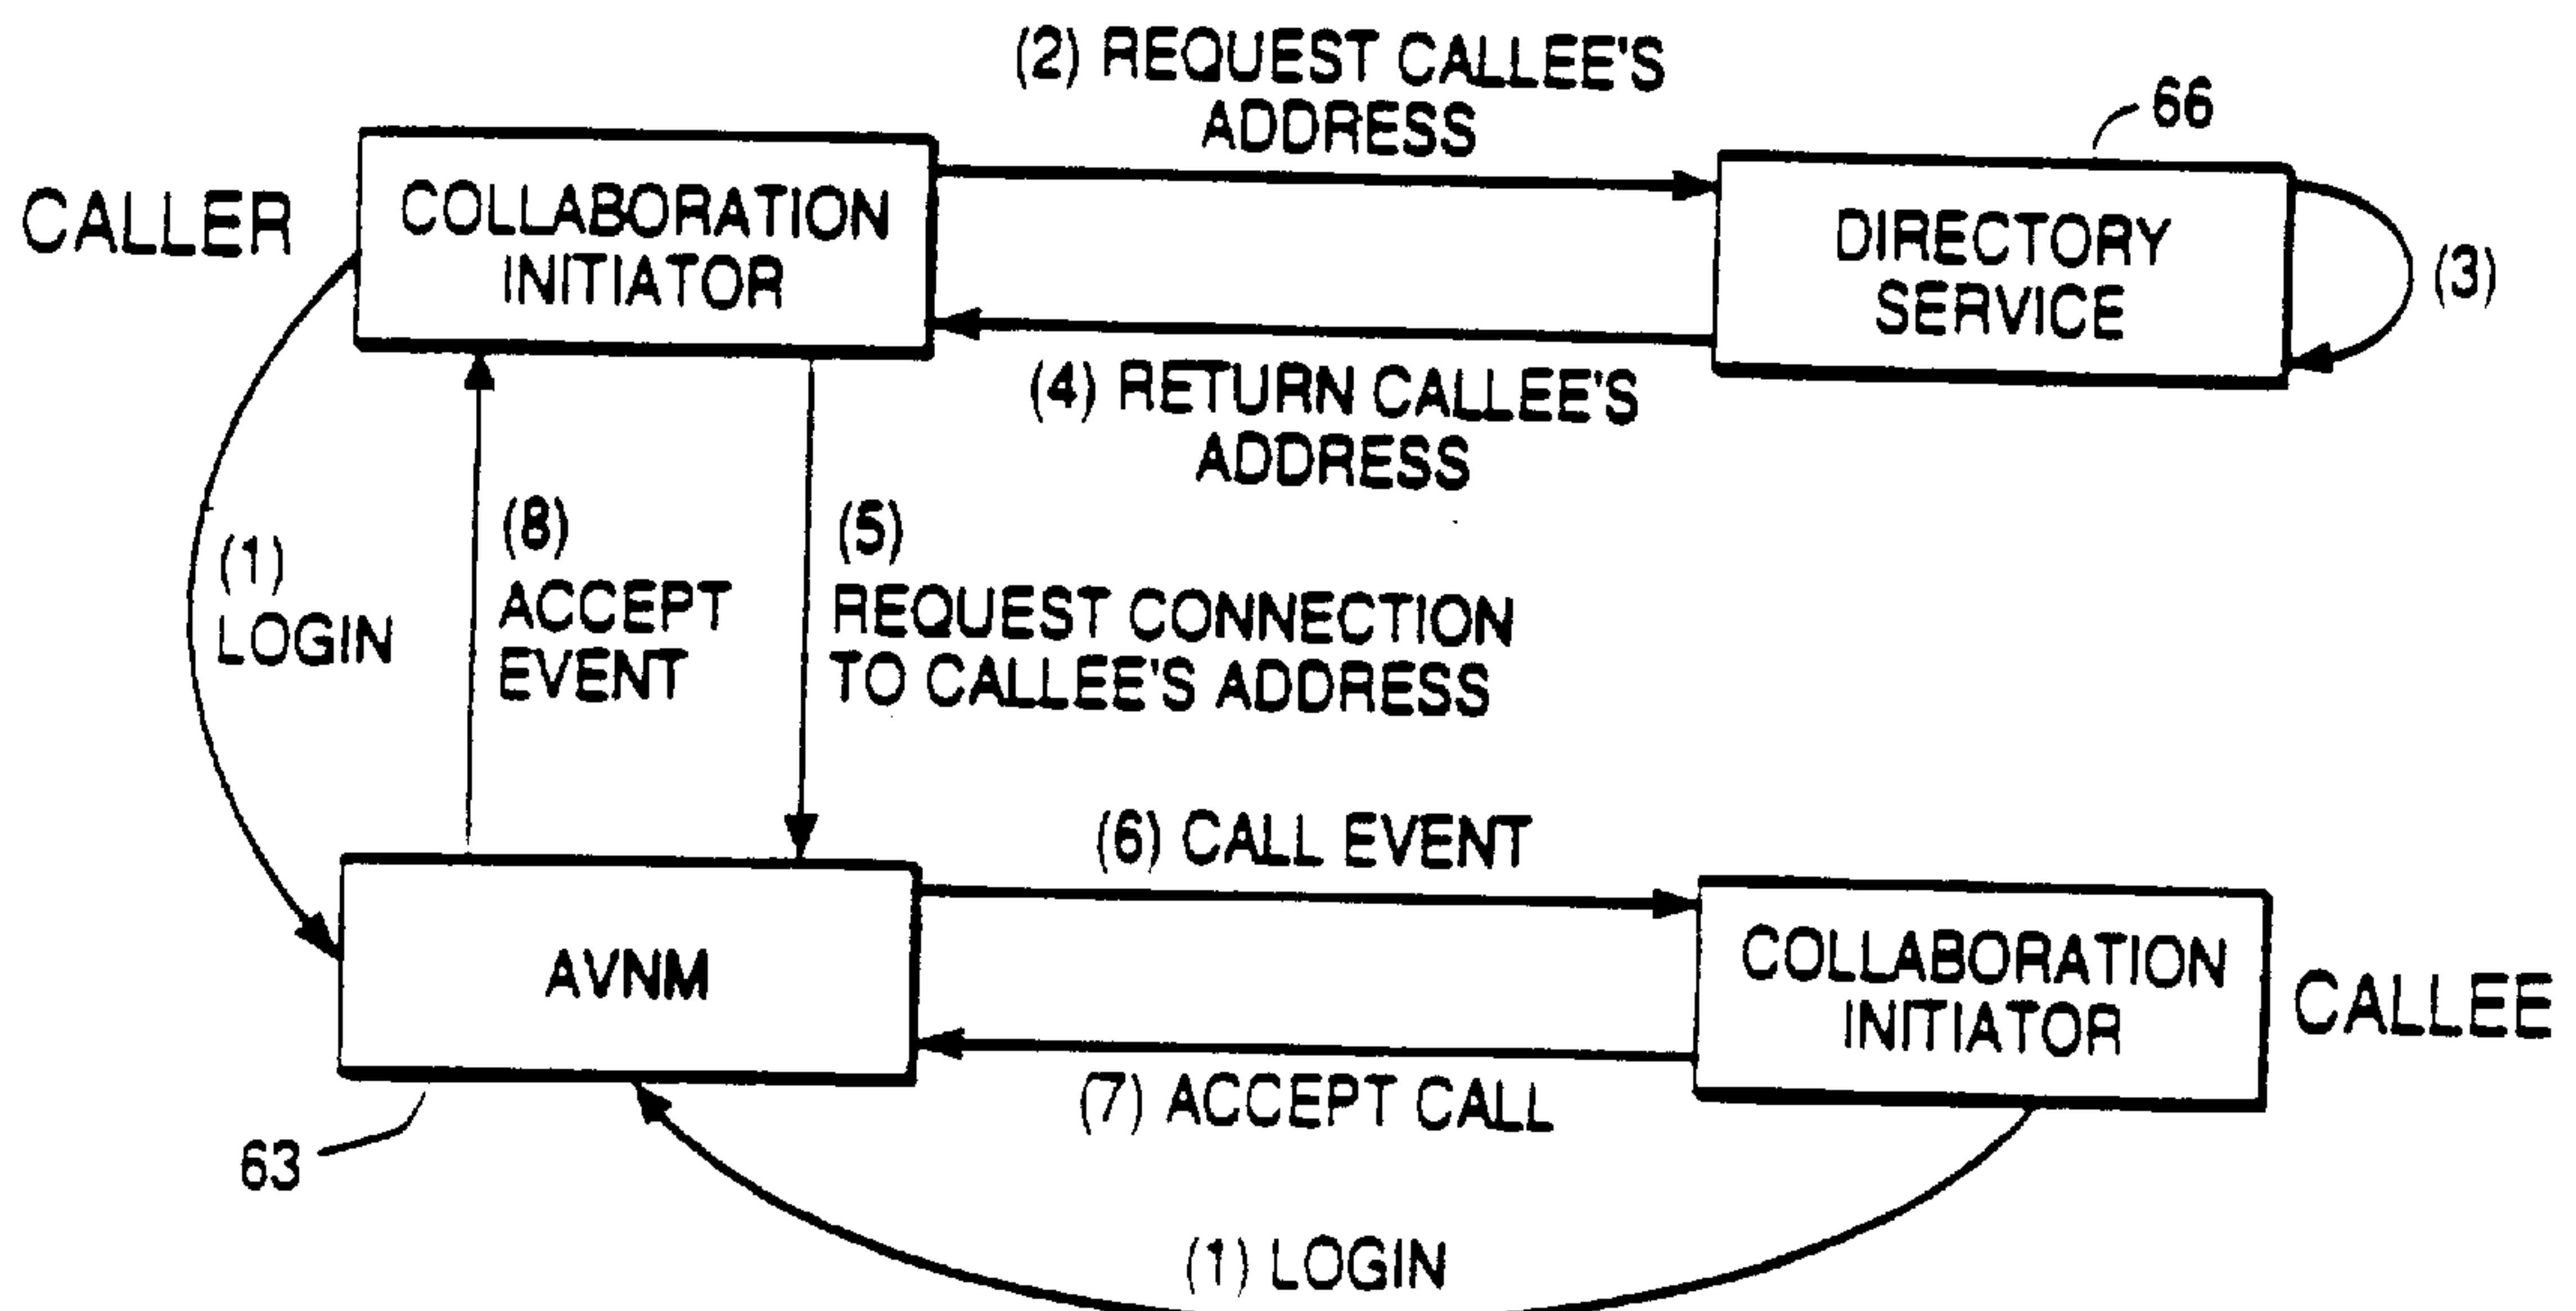 (2) REQUEST CALLEE'S
ADDRESS
66
CALLER
COLLABORATION
INITIATOR
DIRECTORY
SERVICE
(3)
(4) RETURN CALLEE'S
ADDRESS
(1)
LOGIN
(8)
ACCEPT
EVENT
(5)
REQUEST CONNECTION
TO CALLEE'S ADDRESS
(6) CALL EVENT
AVNM
COLLABORATION
INITIATOR
CALLEE
(7) ACCEPT CALL
63
(1) LOGIN